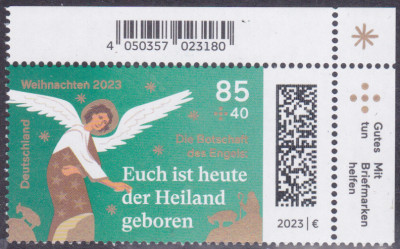 4 050357 023180
Weihnachten 2023
85
+40
Deutschland
Die Botschaft
des Engels:
Euch ist heute
der Heiland
geboren
2023 | €
Gutes
tun
Mit
Briefmarken
helfen